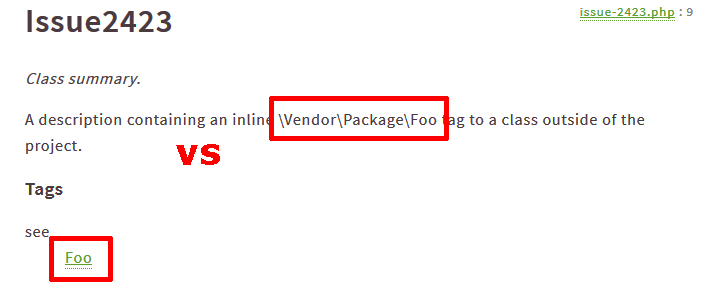 Issue2423
issue-2423.php : 9
Class summary.
A description containing an inline \Vendor\Package\Foo tag to a class outside of the
project.
vs
Tags
see
Foo